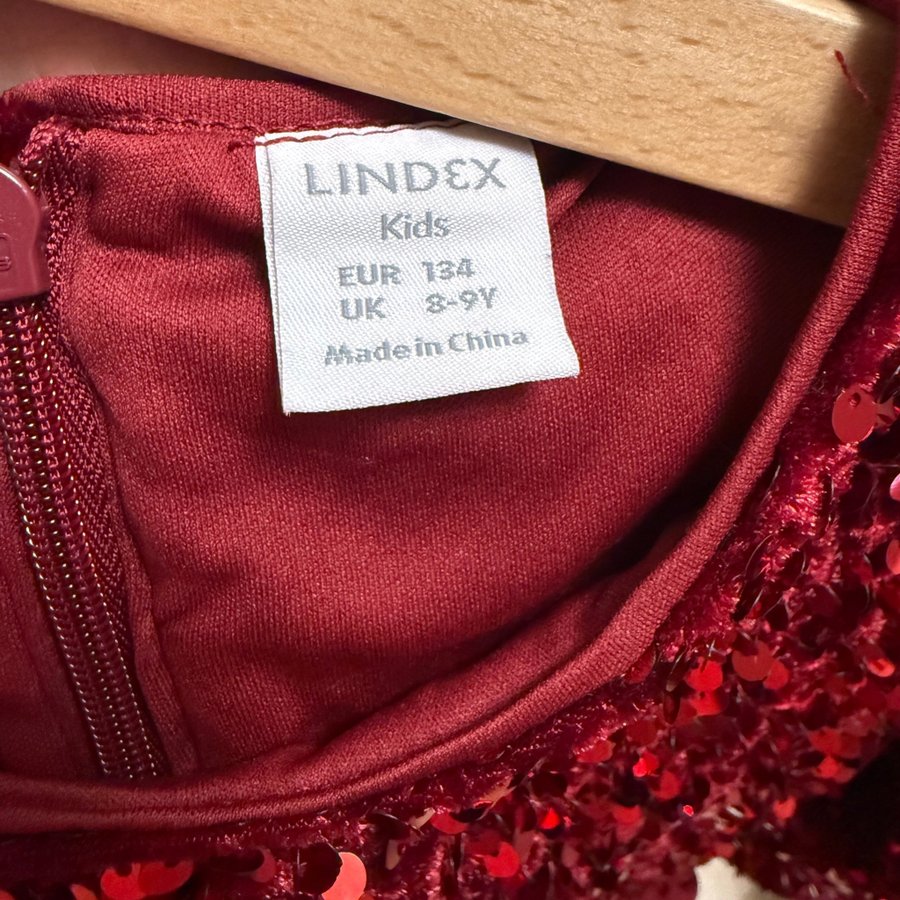 LINDEX
Kids
EUR 134
UK 8-9Y
Made in China